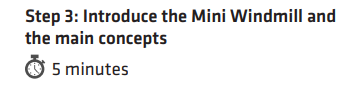 Step 3: Introduce the Mini Windmill and
the main concepts
5 minutes